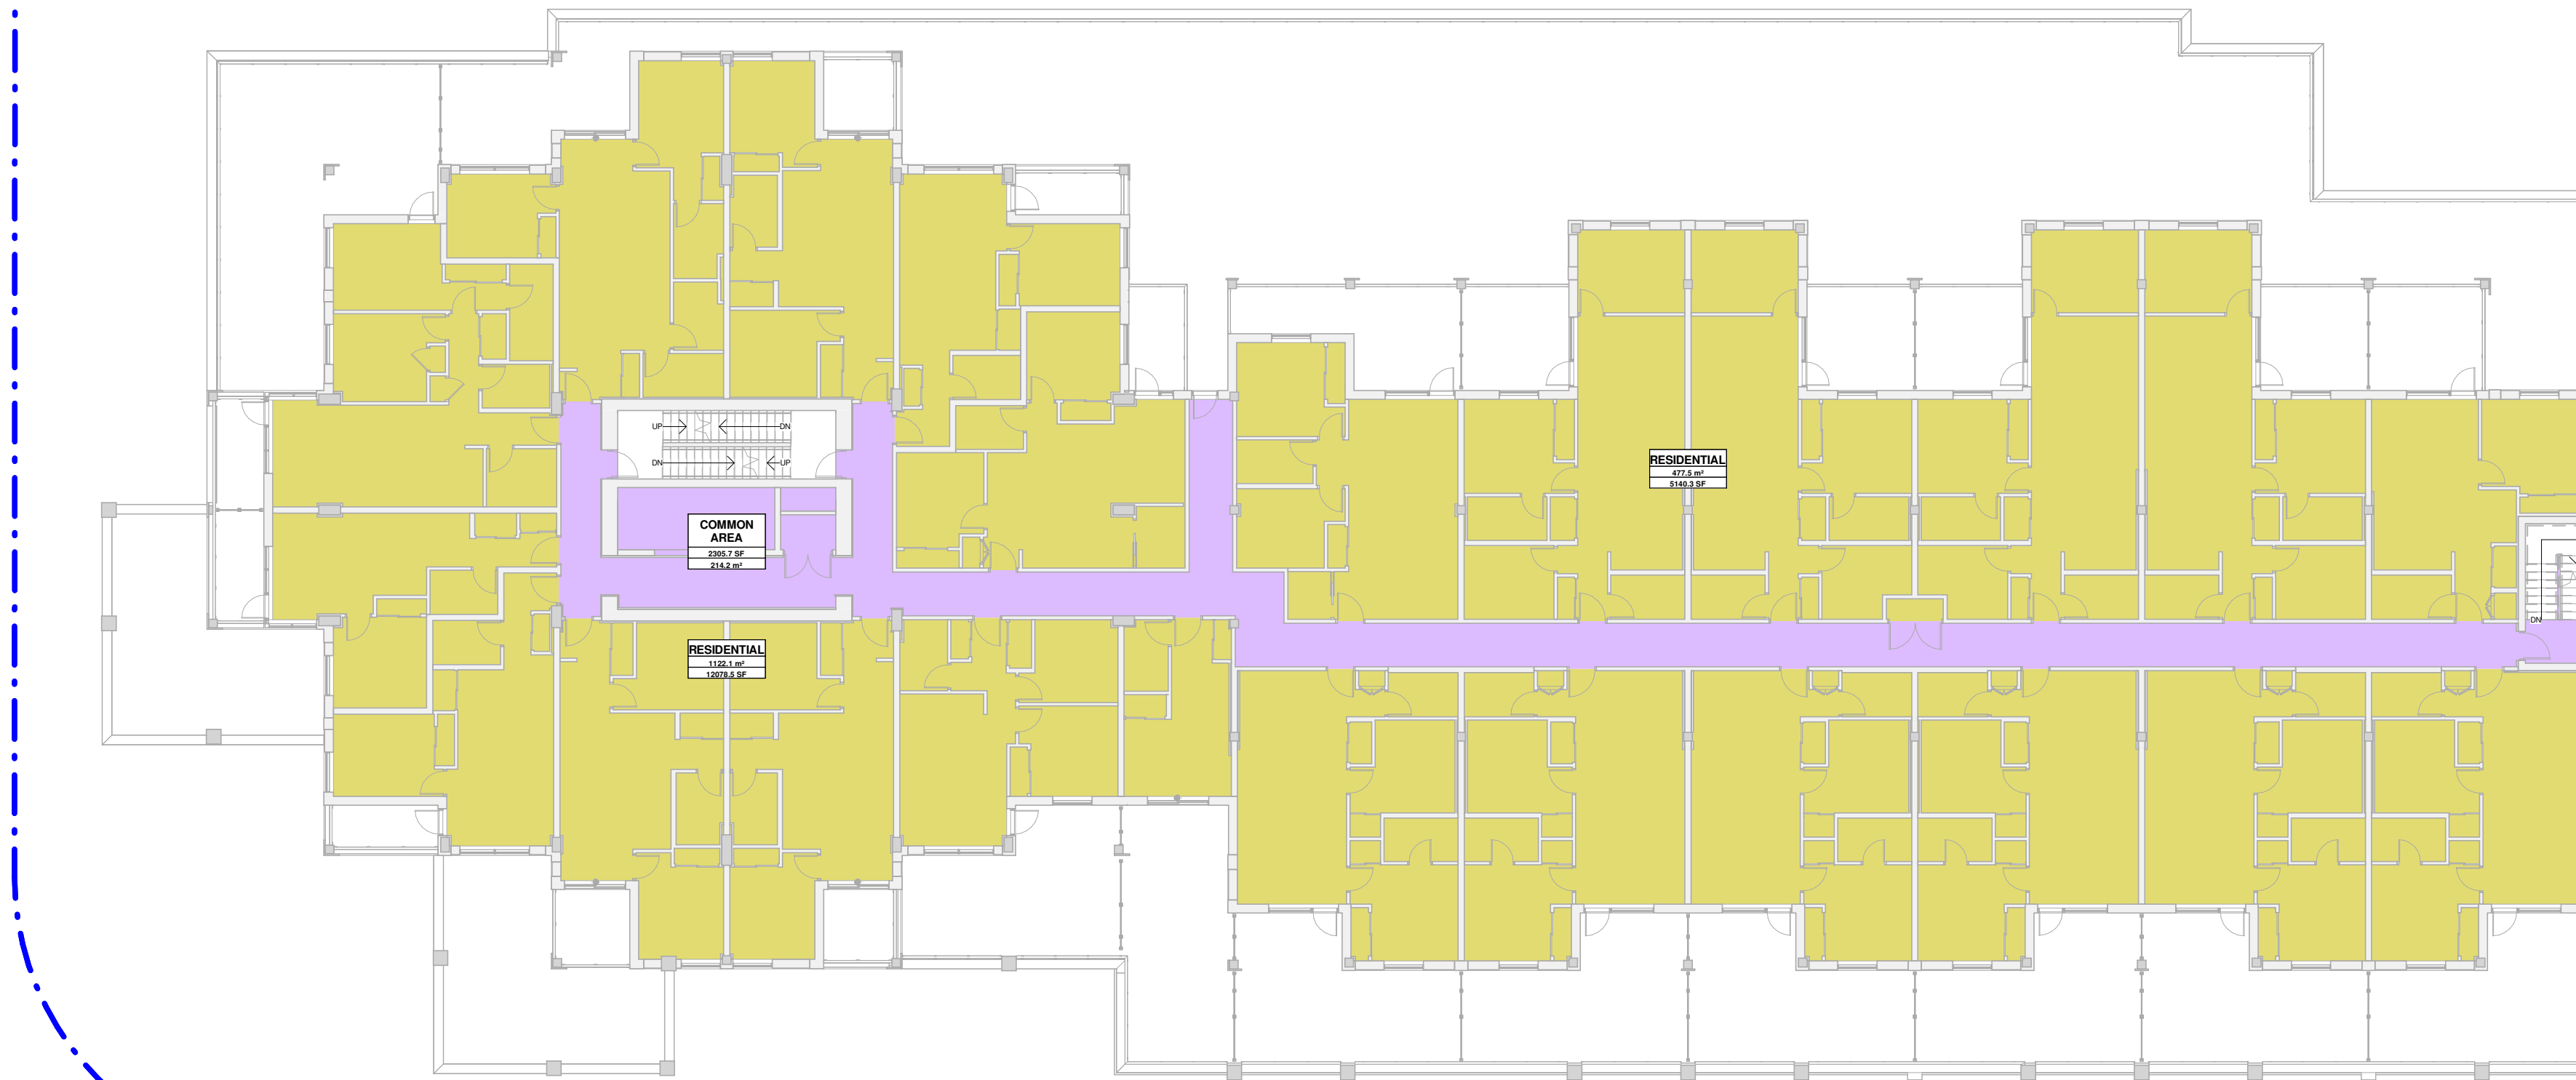 UP
DN
DN
UP
RESIDENTIAL
477.5 m²
5140.3 SF
COMMON
AREA
2305.7 SF
214.2 m²
DN
RESIDENTIAL
1122.1 m²
12078.5 SF